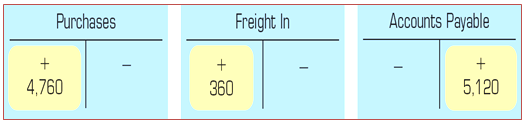 Purchases
+ –
4,760
Freight In
+ –
360
Accounts Payable
– +
5,120